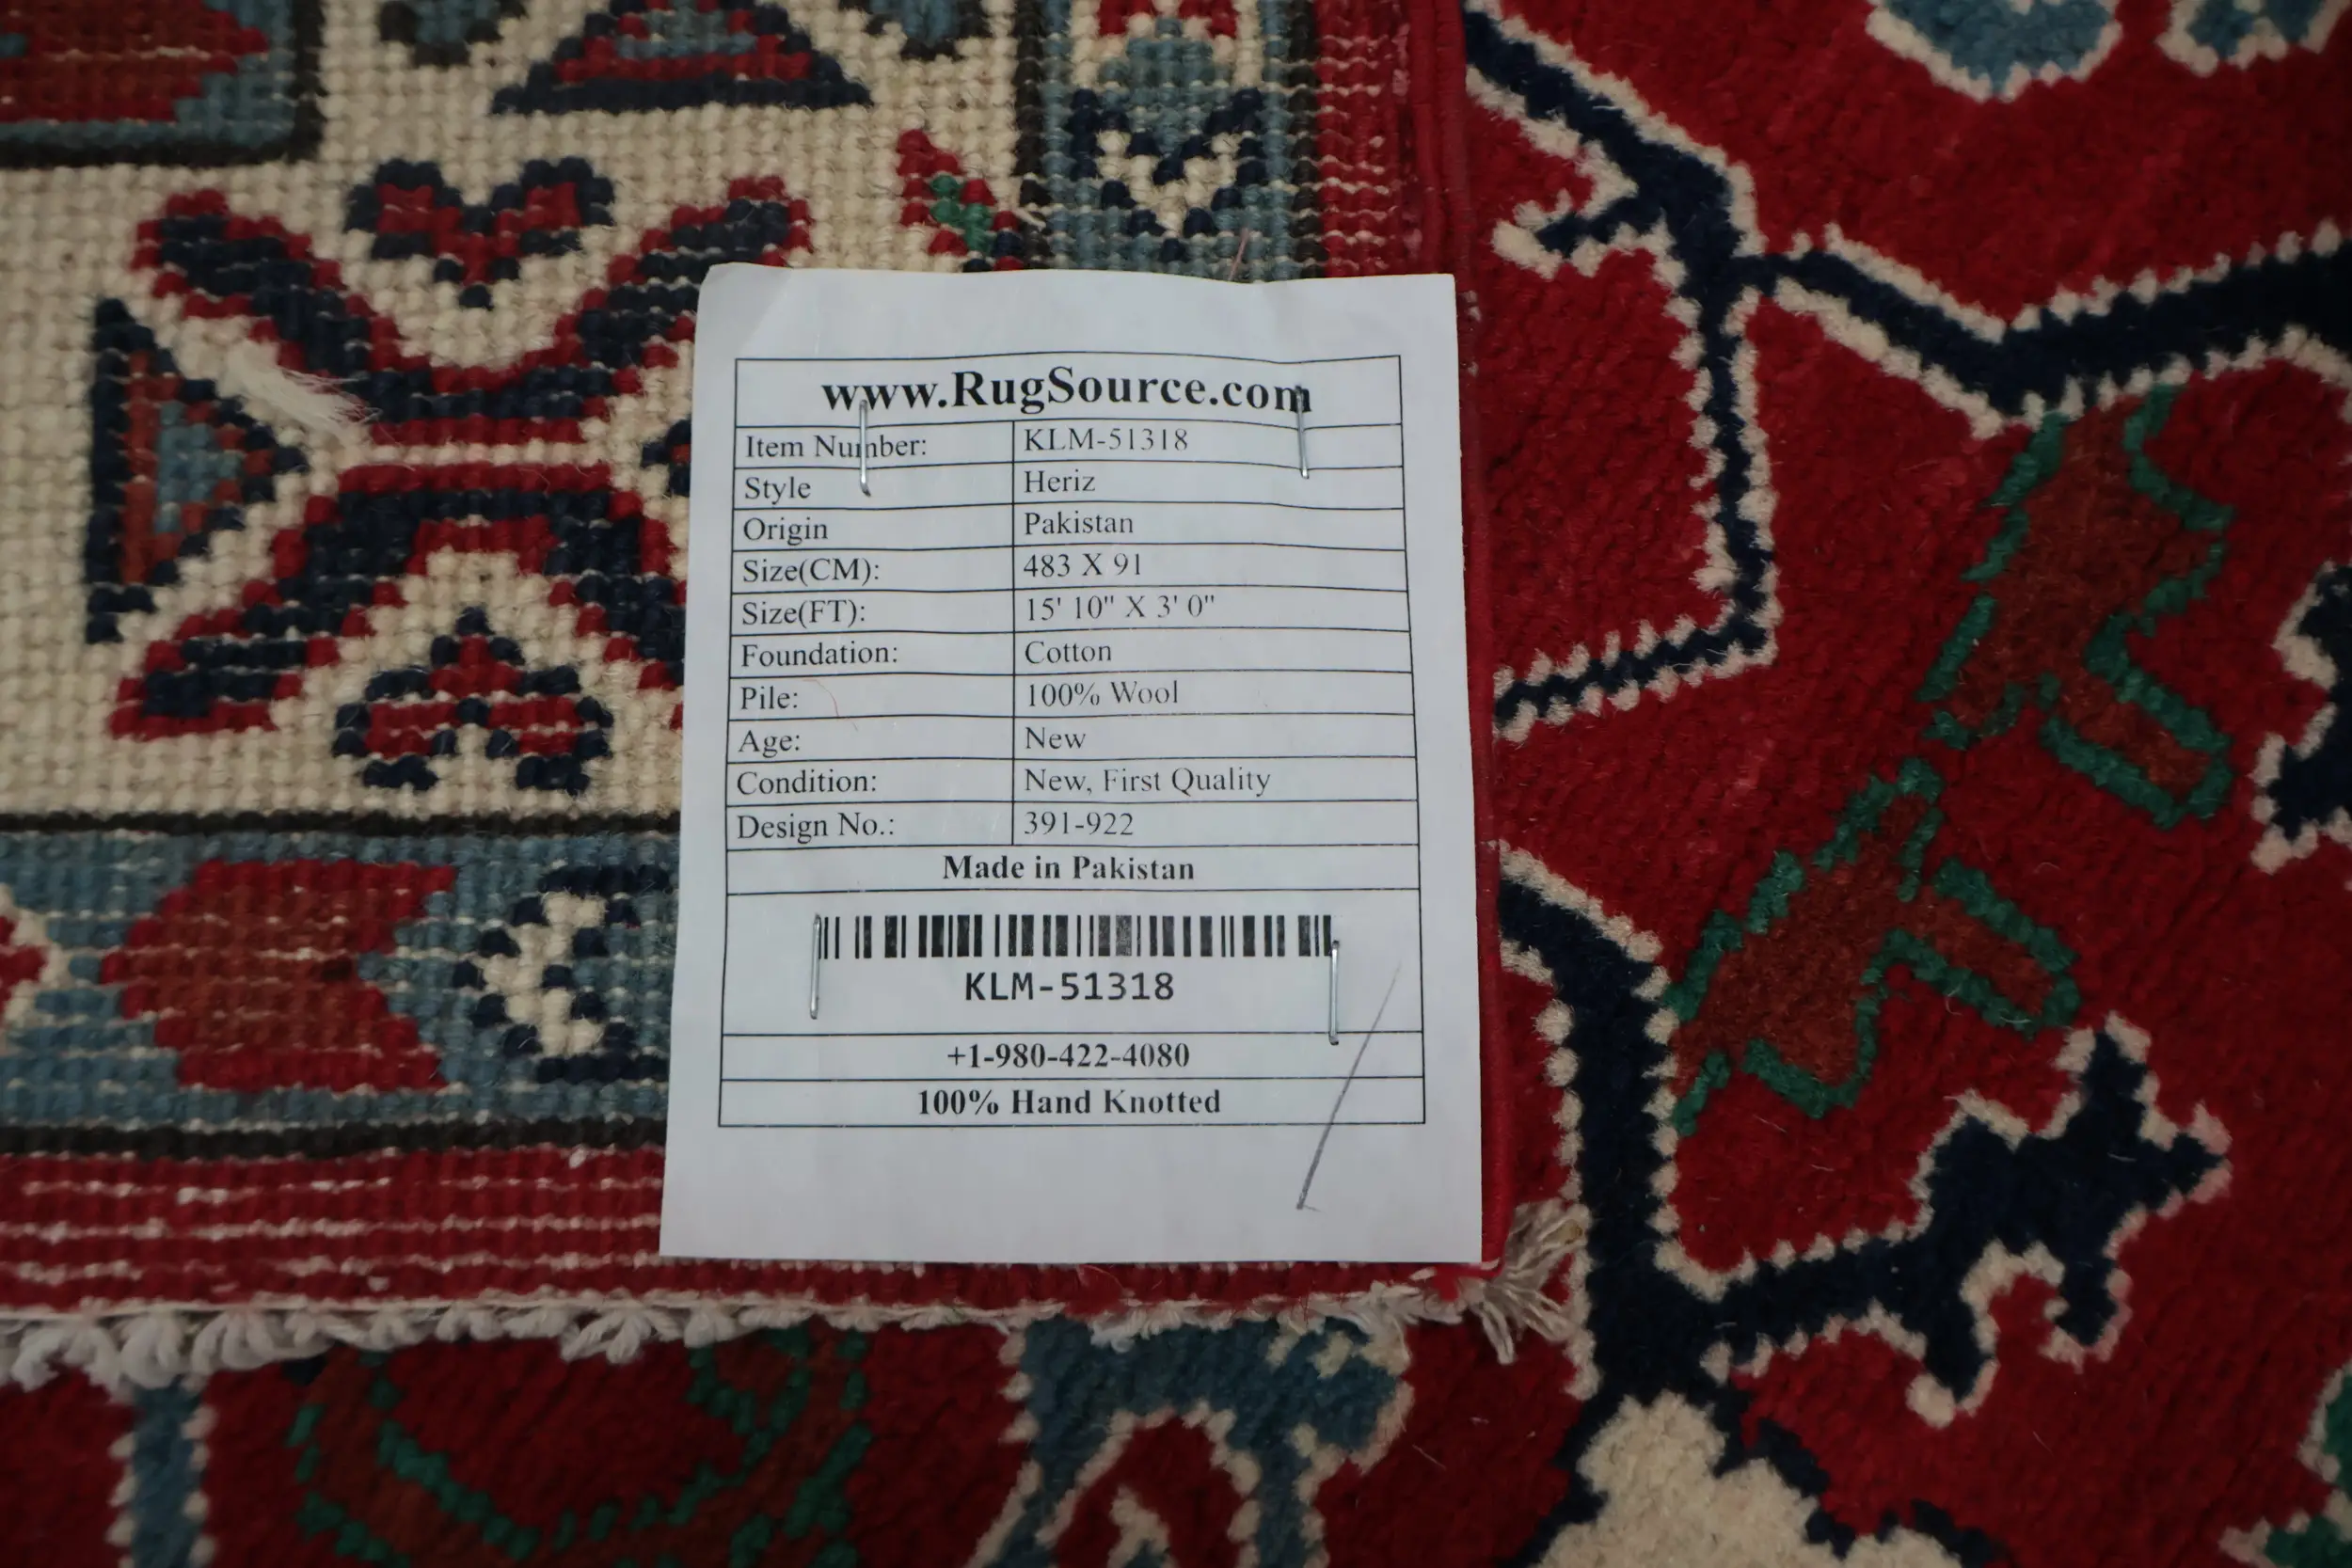 www.RugSource.com
Item Number: KLM-51318
Style Heriz
Origin Pakistan
Size(CM): 483 X 91
Size(FT): 15' 10" X 3' 0"
Foundation: Cotton
Pile: 100% Wool
Age: New
Condition: New, First Quality
Design No.: 391-922
Made in Pakistan
KLM-51318
+1-980-422-4080
100% Hand Knotted